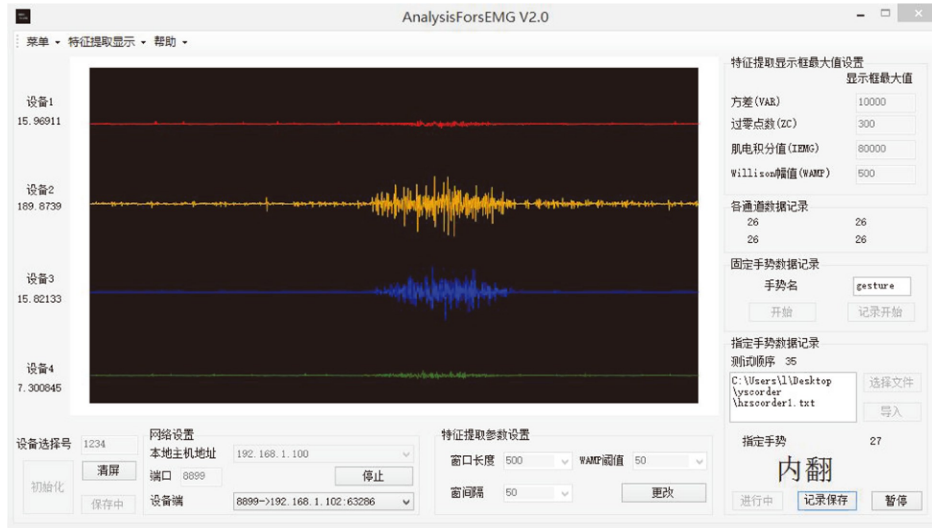 AnalysisForsEMG V2.0
菜单 特征提取显示 帮助
设备1
15.96911
设备2
189.8739
设备3
15.82133
设备4
7.300845
特征提取显示框最大值设置
显示框最大值
方差(VAR) 10000
过零点数(ZC) 300
肌电积分值(IEMG) 80000
Willison幅值(WAMP) 500
各通道数据记录
26 26
26 26
固定手势数据记录
手势名 gesture
开始 记录开始
指定手势数据记录
测试顺序 35
C:\Users\l\Desktop
\yscorder
\hzscorder1.txt
选择文件
导入
指定手势 27
内翻
进行中 记录保存 暂停
设备选择号 1234
初始化
清屏
保存中
网络设置
本地主机地址 192.168.1.100
端口 8899 停止
设备端 8899->192.168.1.102:63286
特征提取参数设置
窗口长度 500 WAMP阈值 50
窗间隔 50 更改